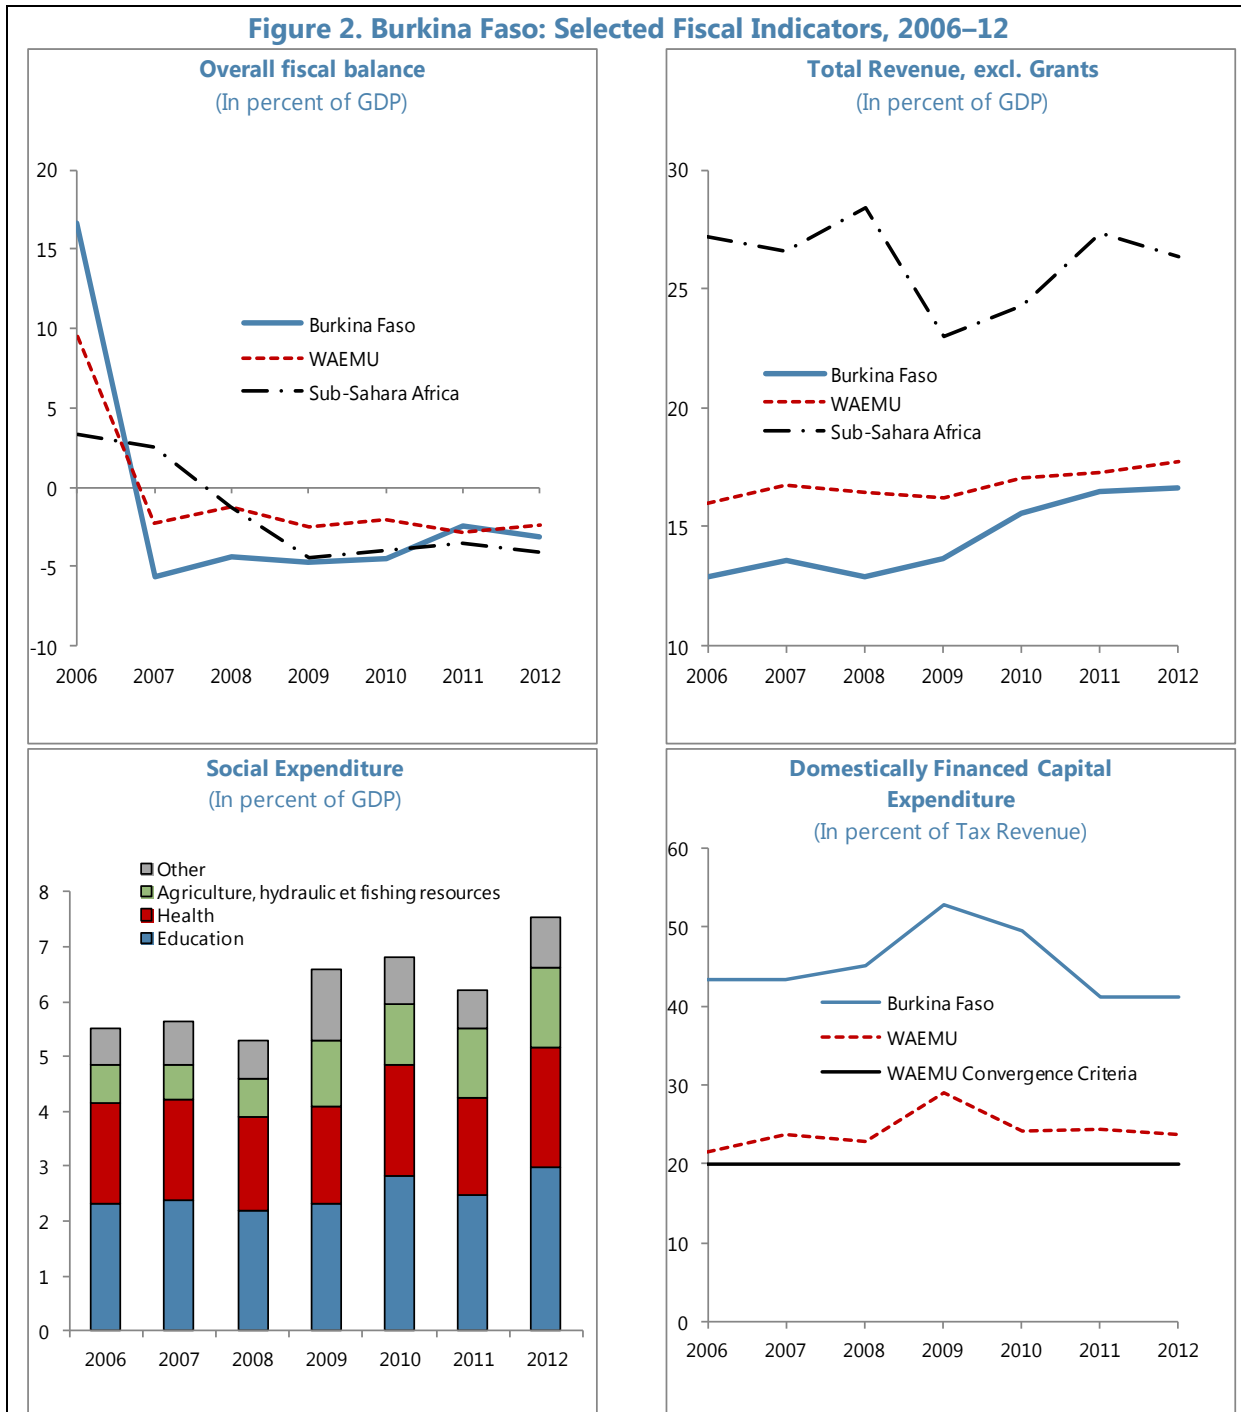 Figure 2. Burkina Faso: Selected Fiscal Indicators, 2006–12
Overall fiscal balance
(In percent of GDP)
20
15
10
5
0
-5
-10
Burkina Faso
WAEMU
Sub-Sahara Africa
2006 2007 2008 2009 2010 2011 2012
Total Revenue, excl. Grants
(In percent of GDP)
30
25
20
15
10
Burkina Faso
WAEMU
Sub-Sahara Africa
2006 2007 2008 2009 2010 2011 2012
Social Expenditure
(In percent of GDP)
Other
Agriculture, hydraulic et fishing resources
Health
Education
8
7
6
5
4
3
2
1
0
2006 2007 2008 2009 2010 2011 2012
Domestically Financed Capital
Expenditure
(In percent of Tax Revenue)
60
50
40
30
20
10
0
Burkina Faso
WAEMU
WAEMU Convergence Criteria
2006 2007 2008 2009 2010 2011 2012